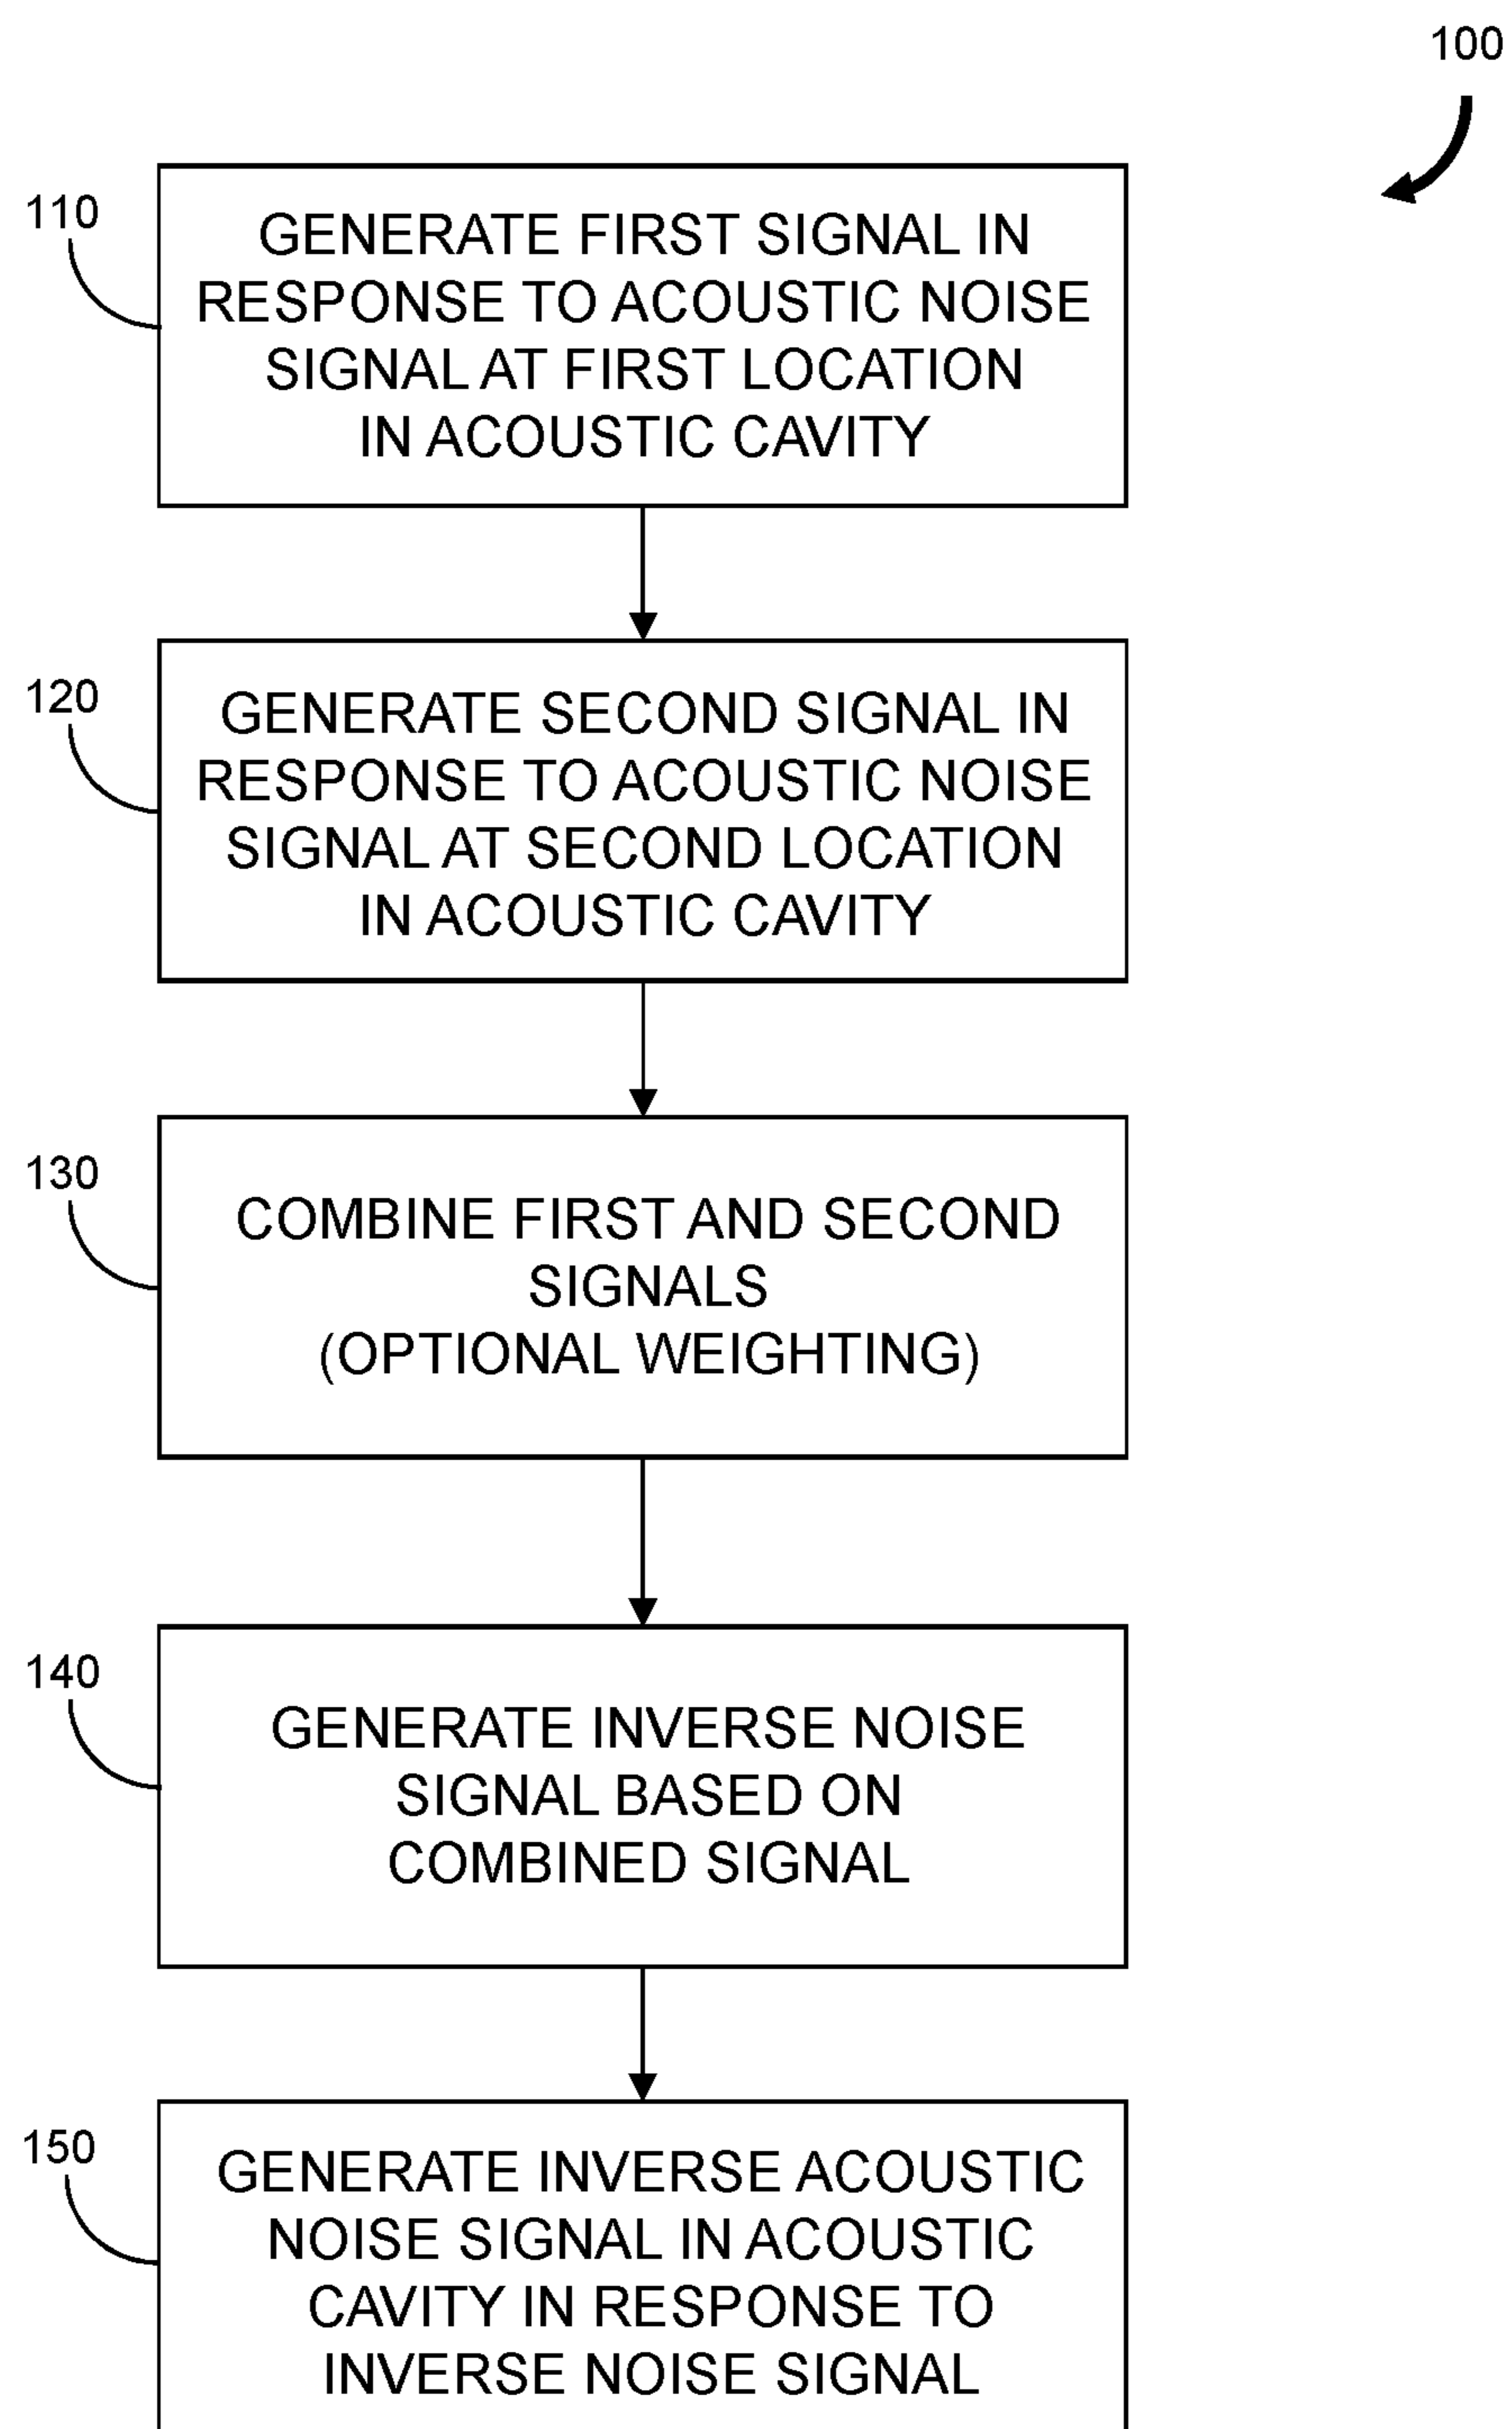 100
110
GENERATE FIRST SIGNAL IN
RESPONSE TO ACOUSTIC NOISE
SIGNAL AT FIRST LOCATION
IN ACOUSTIC CAVITY
120
GENERATE SECOND SIGNAL IN
RESPONSE TO ACOUSTIC NOISE
SIGNAL AT SECOND LOCATION
IN ACOUSTIC CAVITY
130
COMBINE FIRST AND SECOND
SIGNALS
(OPTIONAL WEIGHTING)
140
GENERATE INVERSE NOISE
SIGNAL BASED ON
COMBINED SIGNAL
150
GENERATE INVERSE ACOUSTIC
NOISE SIGNAL IN ACOUSTIC
CAVITY IN RESPONSE TO
INVERSE NOISE SIGNAL